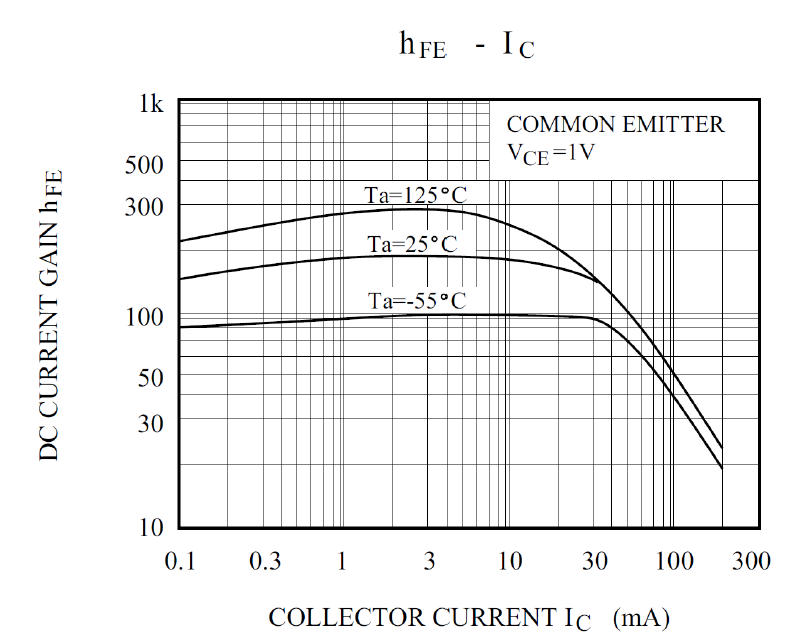 hFE - IC
1k
500
300
100
50
30
10
DC CURRENT GAIN hFE
COMMON EMITTER
VCE=1V
Ta=125°C
Ta=25°C
Ta=-55°C
0.1 0.3 1 3 10 30 100 300
COLLECTOR CURRENT IC (mA)